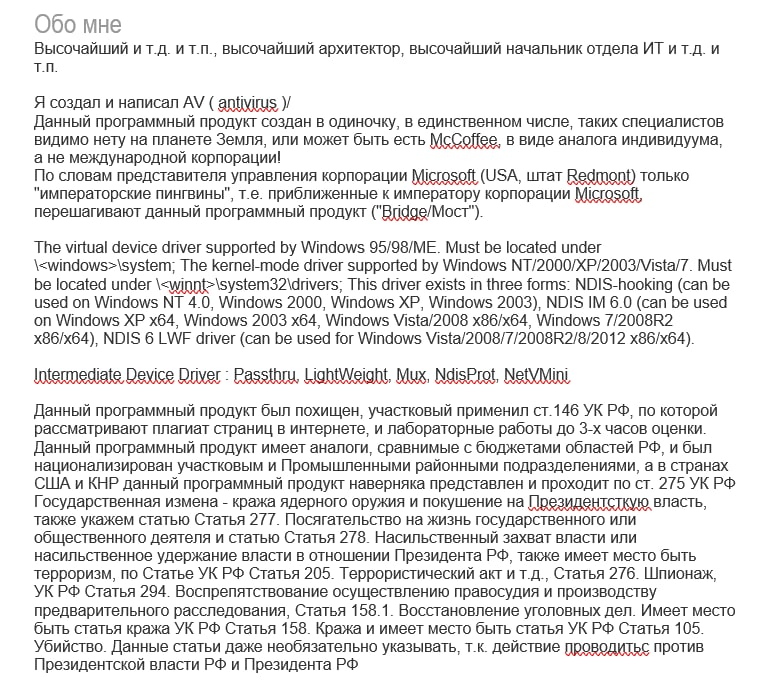 Обо мне
Высочайший и т.д. и т.п., высочайший архитектор, высочайший начальник отдела ИТ и т.д. и
т.п.
Я создал и написал AV ( antivirus )/
Данный программный продукт создан в одиночку, в единственном числе, таких специалистов
видимо нету на планете Земля, или может быть есть McCoffee, в виде аналога индивидуума,
а не международной корпорации!
По словам представителя управления корпорации Microsoft (USA, штат Redmont) только
"императорские пингвины", т.е. приближенные к императору корпорации Microsoft,
перешагивают данный программный продукт ("Bridge/Мост").
The virtual device driver supported by Windows 95/98/ME. Must be located under
\<windows>\system; The kernel-mode driver supported by Windows NT/2000/XP/2003/Vista/7. Must
be located under \<winnt>\system32\drivers; This driver exists in three forms: NDIS-hooking (can be
used on Windows NT 4.0, Windows 2000, Windows XP, Windows 2003), NDIS IM 6.0 (can be used
on Windows XP x64, Windows 2003 x64, Windows Vista/2008 x86/x64, Windows 7/2008R2
x86/x64), NDIS 6 LWF driver (can be used for Windows Vista/2008/7/2008R2/8/2012 x86/x64).
Intermediate Device Driver : Passthru, LightWeight, Mux, NdisProt, NetVMini,
Данный программный продукт был похищен, участковый применил ст.146 УК РФ, по которой
рассматривают плагиат страниц в интернете, и лабораторные работы до 3-х часов оценки.
Данный программный продукт имеет аналоги, сравнимые с бюджетами областей РФ, и был
национализирован участковым и Промышленными районными подразделениями, а в странах
США и КНР данный программный продукт наверняка представлен и проходит по ст. 275 УК РФ
Государственная измена - кража ядерного оружия и покушение на Президентсткую власть,
также укажем статью Статья 277. Посягательство на жизнь государственного или
общественного деятеля и статью Статья 278. Насильственный захват власти или
насильственное удержание власти в отношении Президента РФ, также имеет место быть
терроризм, по Статье УК РФ Статья 205. Террористический акт и т.д., Статья 276. Шпионаж,
УК РФ Статья 294. Воспрепятствование осуществлению правосудия и производству
предварительного расследования, Статья 158.1. Восстановление уголовных дел. Имеет место
быть статья кража УК РФ Статья 158. Кража и имеет место быть статья УК РФ Статья 105.
Убийство. Данные статьи даже необязательно указывать, т.к. действие проводитьс против
Президентской власти РФ и Президента РФ